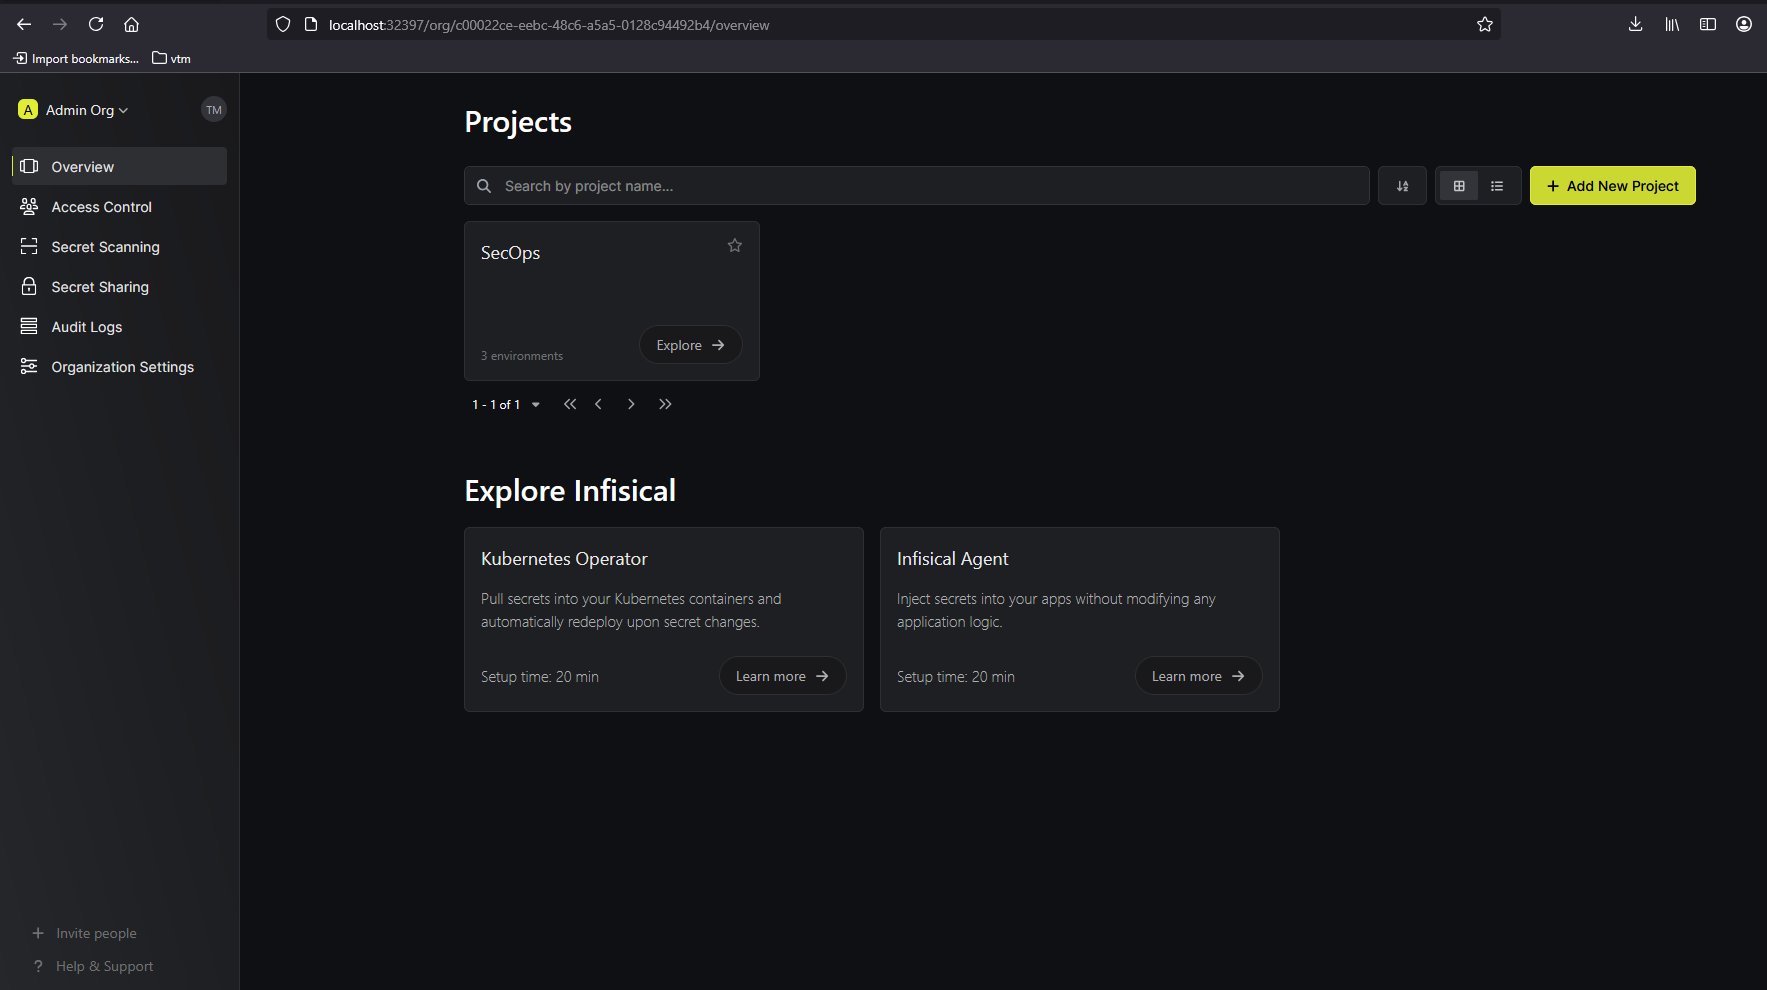 localhost:32397/org/c00022ce-eebc-48c6-a5a5-0128c94492b4/overview
Import bookmarks...
vtm
A
Admin Org
TM
Overview
Access Control
Secret Scanning
Secret Sharing
Audit Logs
Organization Settings
Invite people
? Help & Support
Projects
Search by project name...
+ Add New Project
SecOps
3 environments
Explore
1 - 1 of 1
Explore Infisical
Kubernetes Operator
Pull secrets into your Kubernetes containers and
automatically redeploy upon secret changes.
Setup time: 20 min
Learn more
Infisical Agent
Inject secrets into your apps without modifying any
application logic.
Setup time: 20 min
Learn more